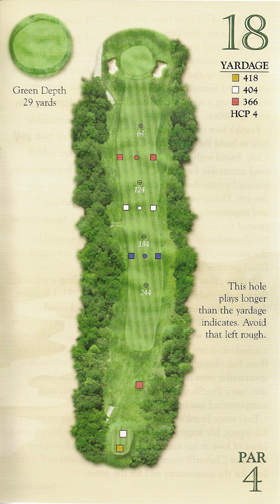 18
YARDAGE
418
404
366
HCP 4
Green Depth
29 yards
64
124
184
244
This hole
plays longer
than the yardage
indicates. Avoid
that left rough.
PAR
4